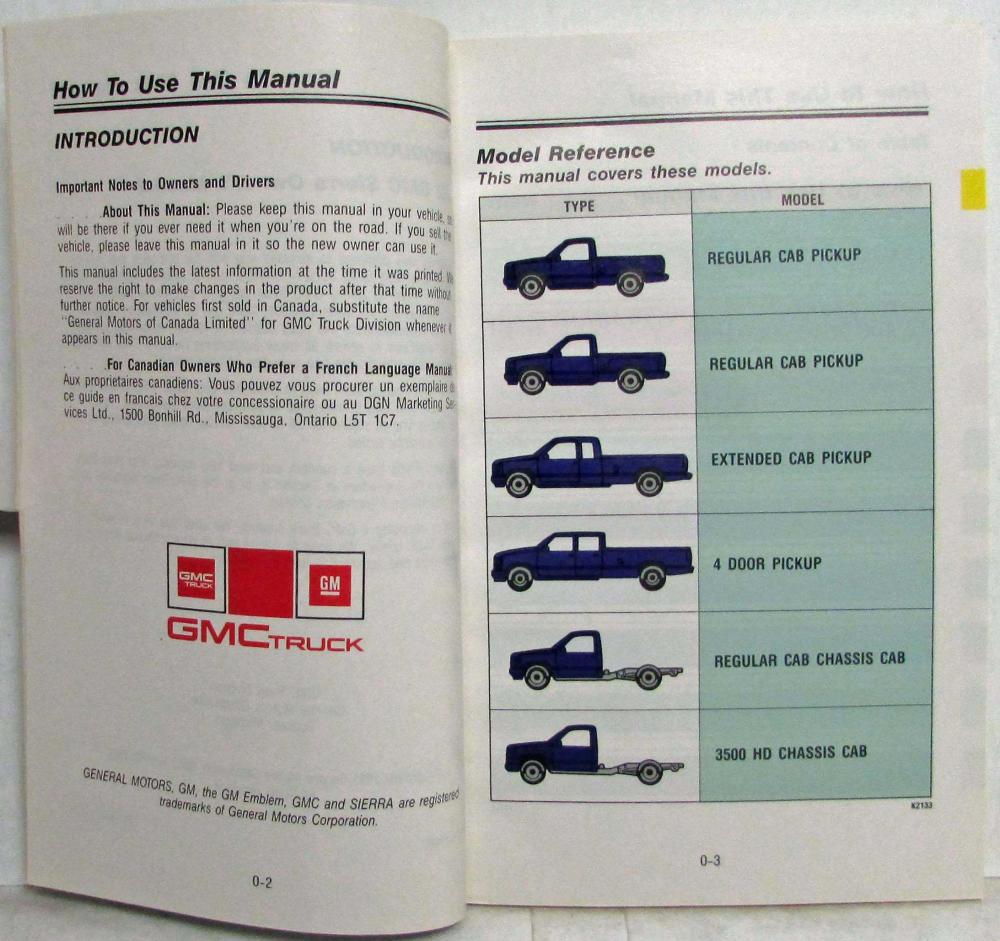 How To Use This Manual
INTRODUCTION
Important Notes to Owners and Drivers
. . . . .About This Manual: Please keep this manual in your vehicle, so
will be there if you ever need it when you're on the road. If you sell the
vehicle, please leave this manual in it so the new owner can use it.
This manual includes the latest information at the time it was printed. We
reserve the right to make changes in the product after that time without
further notice. For vehicles first sold in Canada, substitute the name
"General Motors of Canada Limited" for GMC Truck Division whenever it
appears in this manual.
. . . . .For Canadian Owners Who Prefer a French Language Manual
Aux proprietaires canadiens: Vous pouvez vous procurer un exemplaire de
ce guide en francais chez votre concessionaire ou au DGN Marketing Ser-
vices Ltd., 1500 Bonhill Rd., Mississauga, Ontario L5T 1C7.
GMC
TRUCK
GM
GMC TRUCK
GENERAL MOTORS, GM, the GM Emblem, GMC and SIERRA are registered
trademarks of General Motors Corporation.
0-2
Model Reference
This manual covers these models.
TYPE MODEL
REGULAR CAB PICKUP
REGULAR CAB PICKUP
EXTENDED CAB PICKUP
4 DOOR PICKUP
REGULAR CAB CHASSIS CAB
3500 HD CHASSIS CAB
K2133
0-3